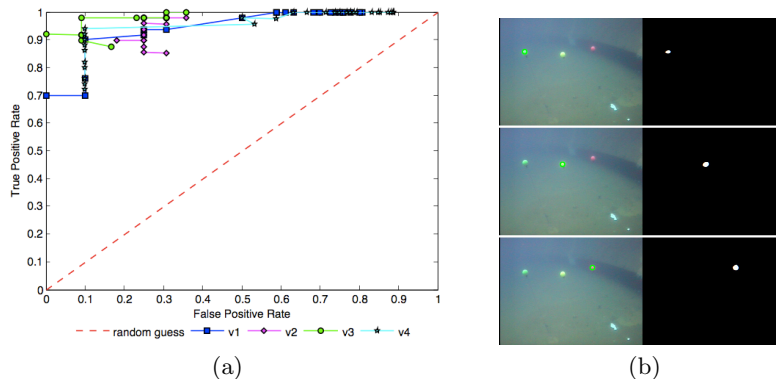 1
0.9
0.8
0.7
0.6
0.5
0.4
0.3
0.2
0.1
0
True Positive Rate
0 0.1 0.2 0.3 0.4 0.5 0.6 0.7 0.8 0.9 1
False Positive Rate
random guess v1 v2 v3 v4
(a) (b)